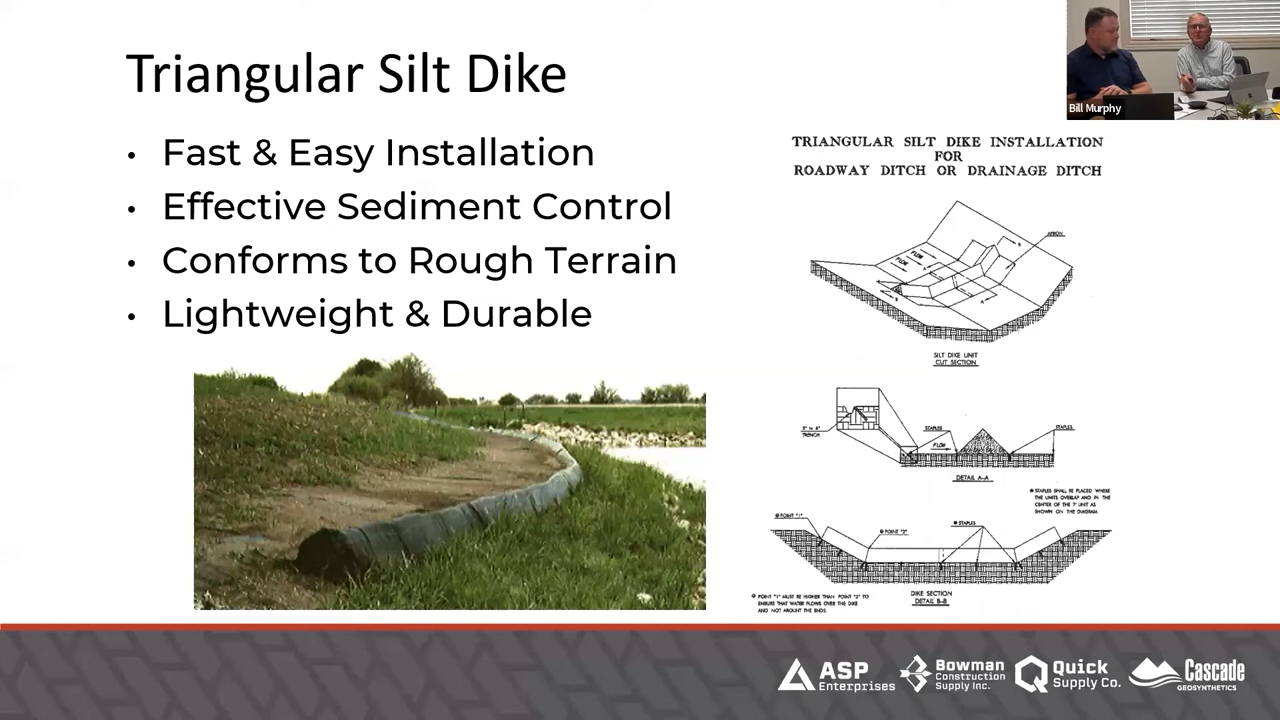 Triangular Silt Dike
• Fast & Easy Installation
• Effective Sediment Control
• Conforms to Rough Terrain
• Lightweight & Durable
Bill Murphy
TRIANGULAR SILT DIKE INSTALLATION
FOR
ROADWAY DITCH OR DRAINAGE DITCH
APRON
FLOW
FLOW
SILT DIKE UNIT
CUT SECTION
TRENCH
STAPLES
FLOW
STAPLES
DETAIL A-A
STAPLES SHALL BE PLACED WHERE
THE UNITS OVERLAP AND IN THE
CENTER OF THE 7' UNIT AS
SHOWN ON THE DIAGRAM.
POINT "1"
POINT "2"
STAPLES
DIKE SECTION
DETAIL B-B
POINT "1" MUST BE HIGHER THAN POINT "2" TO
ENSURE THAT WATER FLOWS OVER THE DIKE
AND NOT AROUNT THE ENDS.
ASP
Enterprises
Bowman
Construction
Supply Inc.
Quick
Supply Co.
Cascade
GEOSYNTHETICS